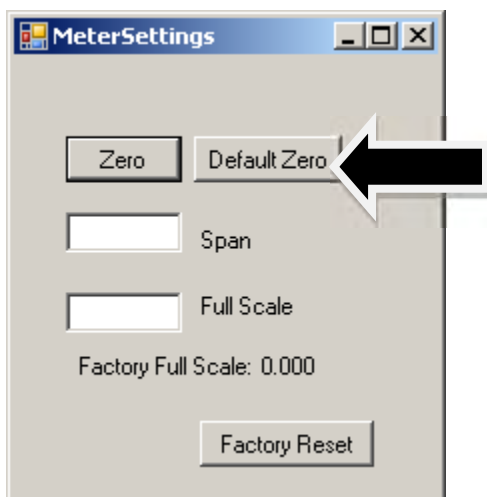 MeterSettings
Zero
Default Zero
Span
Full Scale
Factory Full Scale: 0.000
Factory Reset